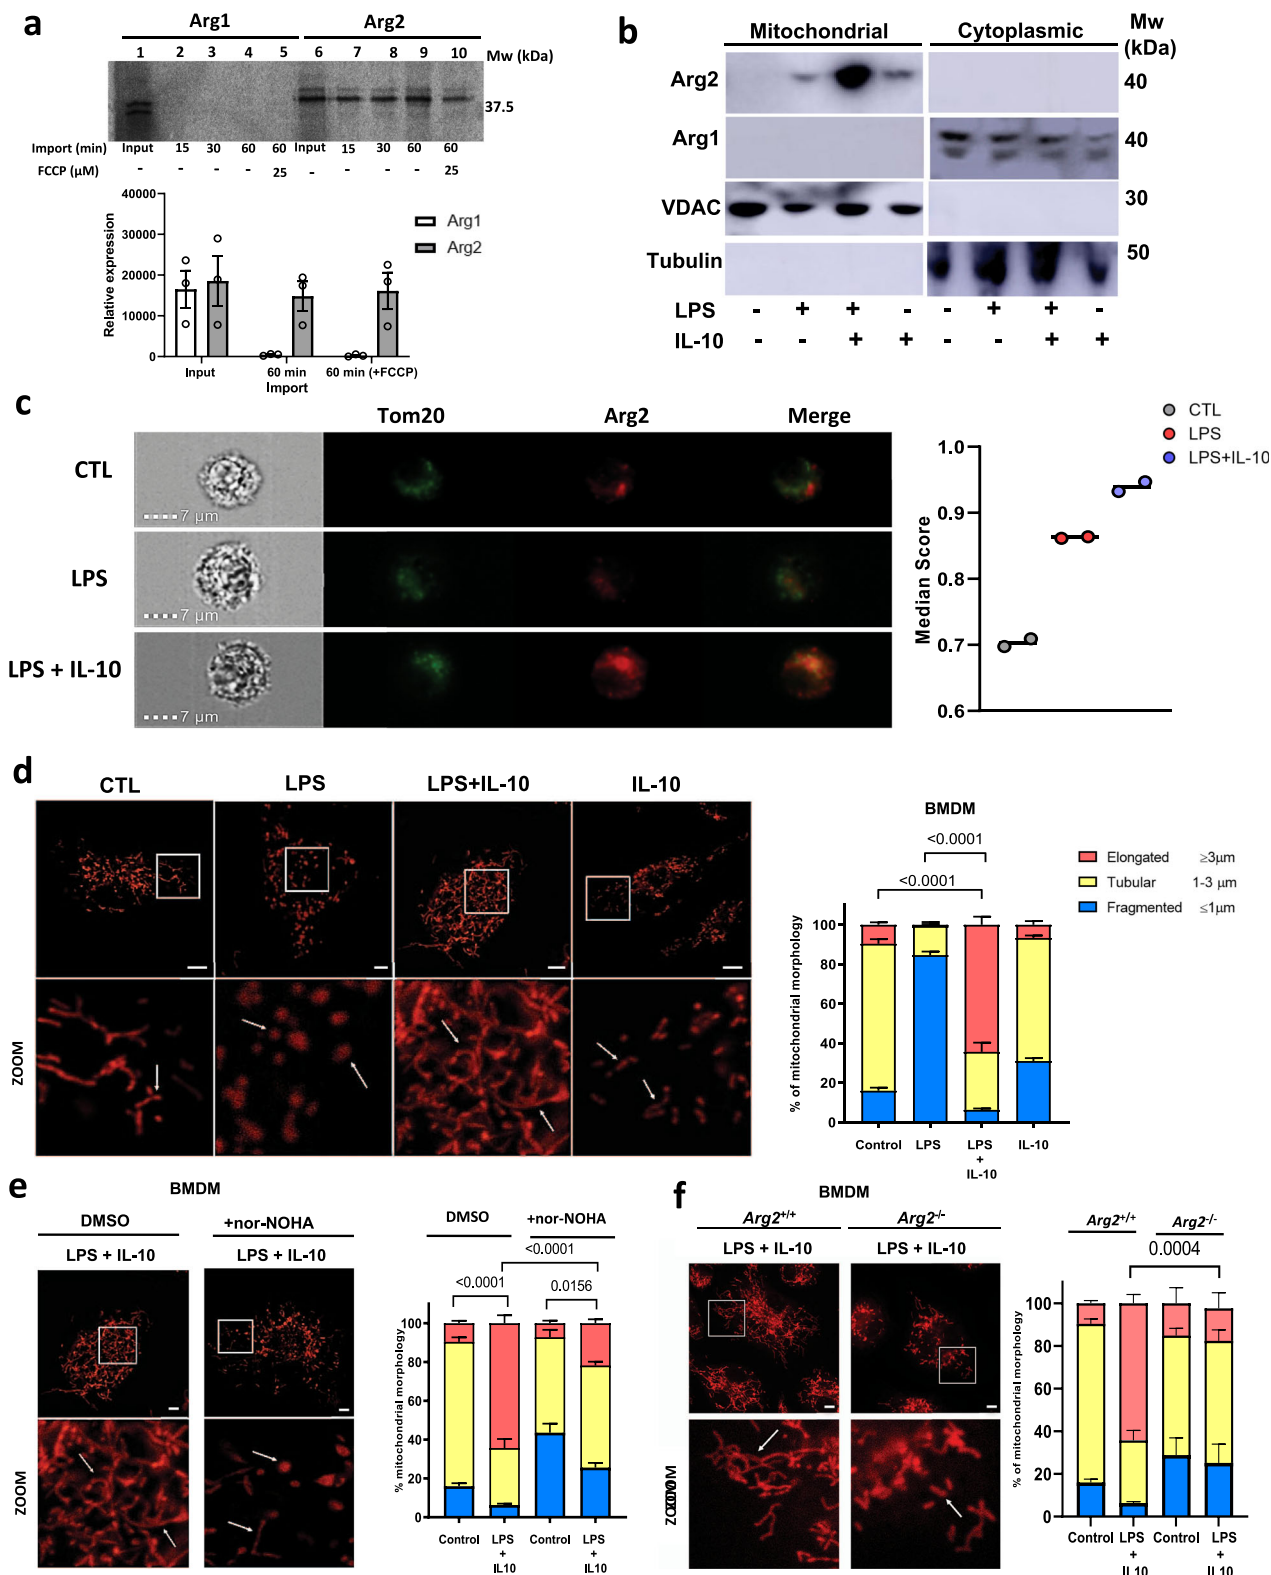 a
Arg1 Arg2
1 2 3 4 5 6 7 8 9 10 Mw (kDa)
37.5
Import (min) Input 15 30 60 60 Input 15 30 60 60
FCCP (µM) - - - - 25 - - - - 25
40000
30000
20000
10000
0
Relative expression
Arg1
Arg2
Input 60 min 60 min (+FCCP)
Import
b
Mitochondrial Cytoplasmic Mw
(kDa)
Arg2 40
Arg1 40
VDAC 30
Tubulin 50
LPS - + + - - + + -
IL-10 - - + + - - + +
c
Tom20 Arg2 Merge
CTL
7 µm
LPS
7 µm
LPS + IL-10
7 µm
CTL
LPS
LPS+IL-10
1.0
0.9
0.8
0.7
0.6
Median Score
d
CTL LPS LPS+IL-10 IL-10
ZOOM
BMDM
<0.0001
<0.0001
100
80
60
40
20
0
% of mitochondrial morphology
Control LPS LPS + IL-10 IL-10
Elongated ≥3µm
Tubular 1-3 µm
Fragmented ≤1µm
e
BMDM
DMSO +nor-NOHA
LPS + IL-10 LPS + IL-10
ZOOM
DMSO +nor-NOHA
<0.0001
<0.0001 0.0156
100
80
60
40
20
0
% mitochondrial morphology
Control LPS + IL10 Control LPS + IL10
f
BMDM
Arg2+/+ Arg2-/-
LPS + IL-10 LPS + IL-10
ZOOM
Arg2+/+ Arg2-/-
0.0004
100
80
60
40
20
0
% of mitochondrial morphology
Control LPS + IL10 Control LPS + IL10